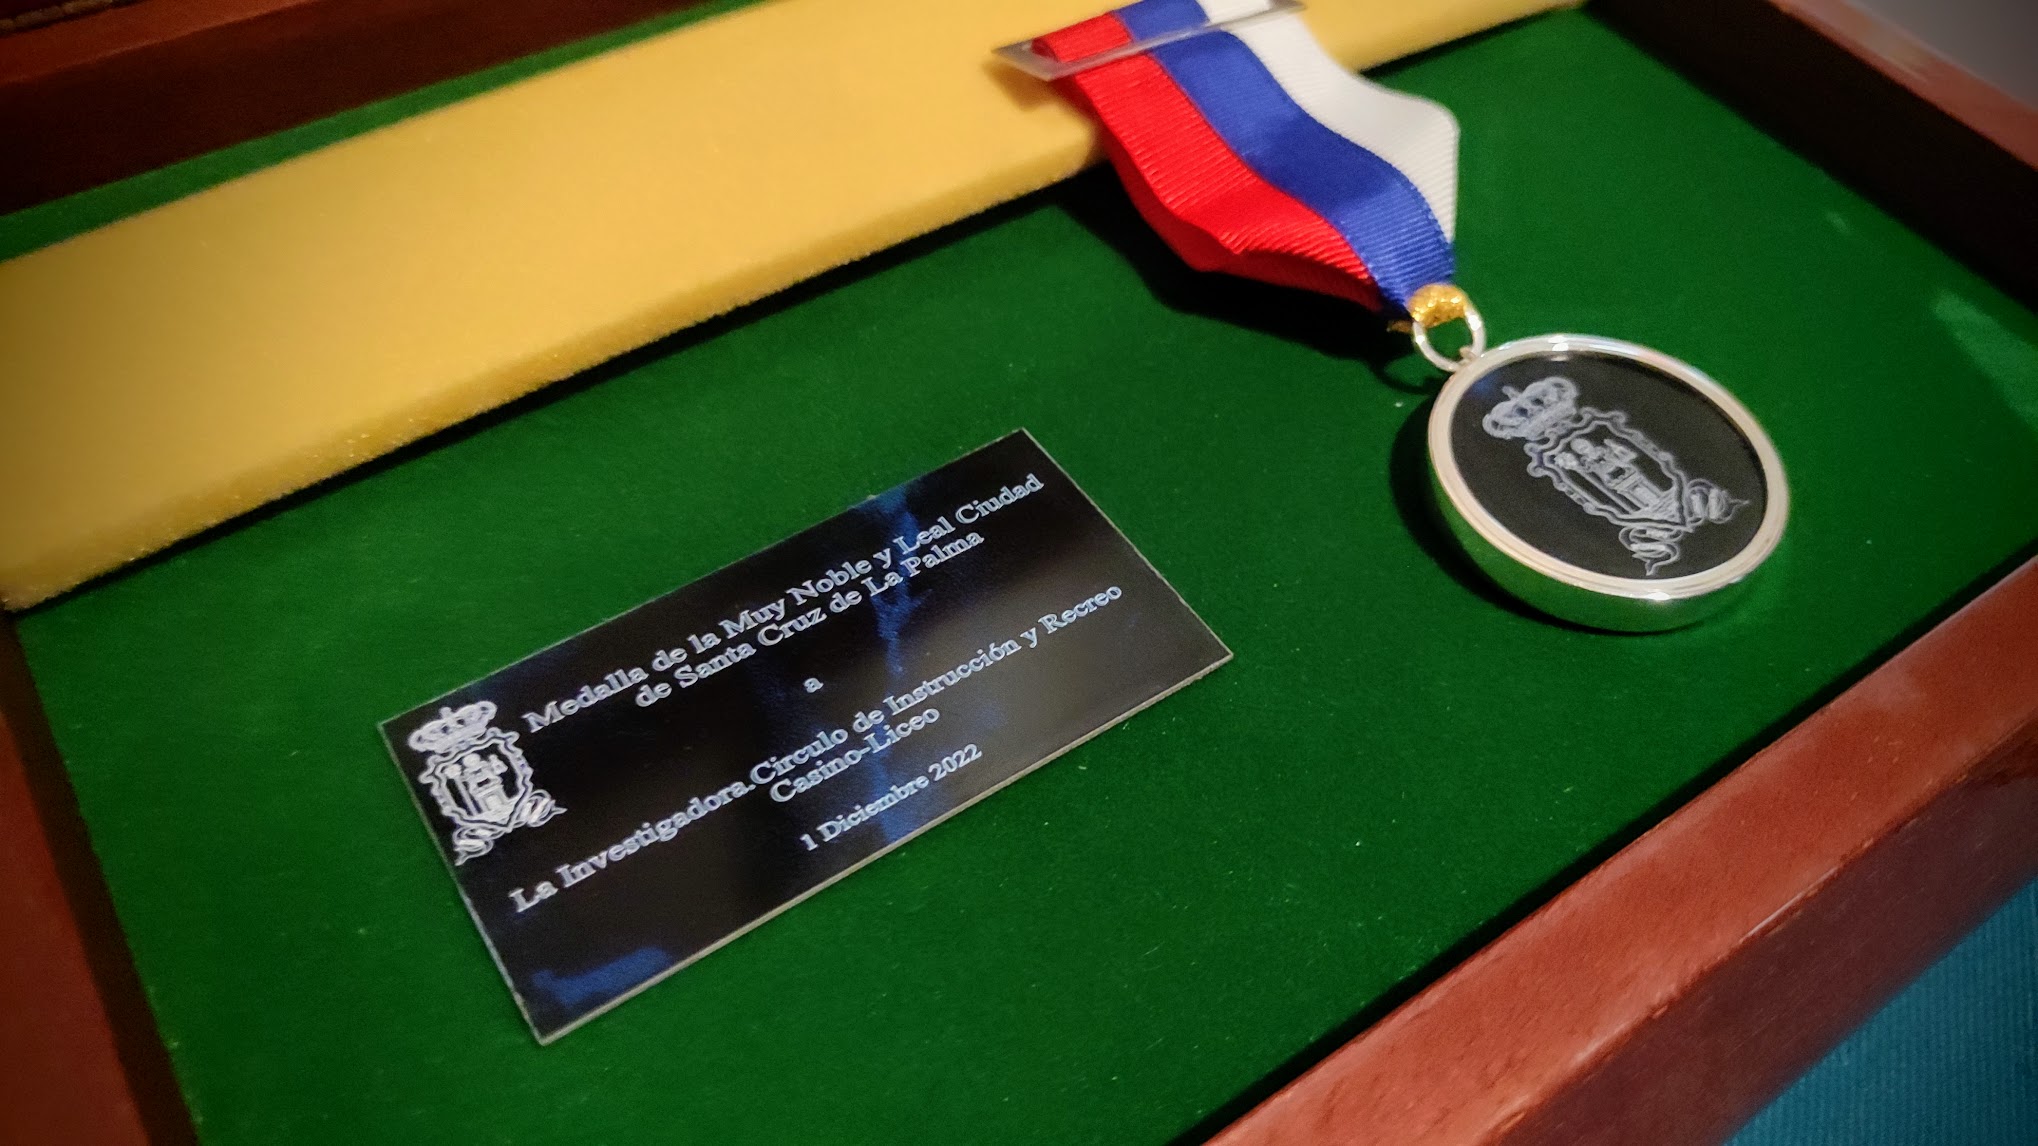 Medalla de la Muy Noble y Leal Ciudad
de Santa Cruz de La Palma
a
La Investigadora.Circulo de Instrucción y Recreo
Casino-Liceo
1 Diciembre 2022